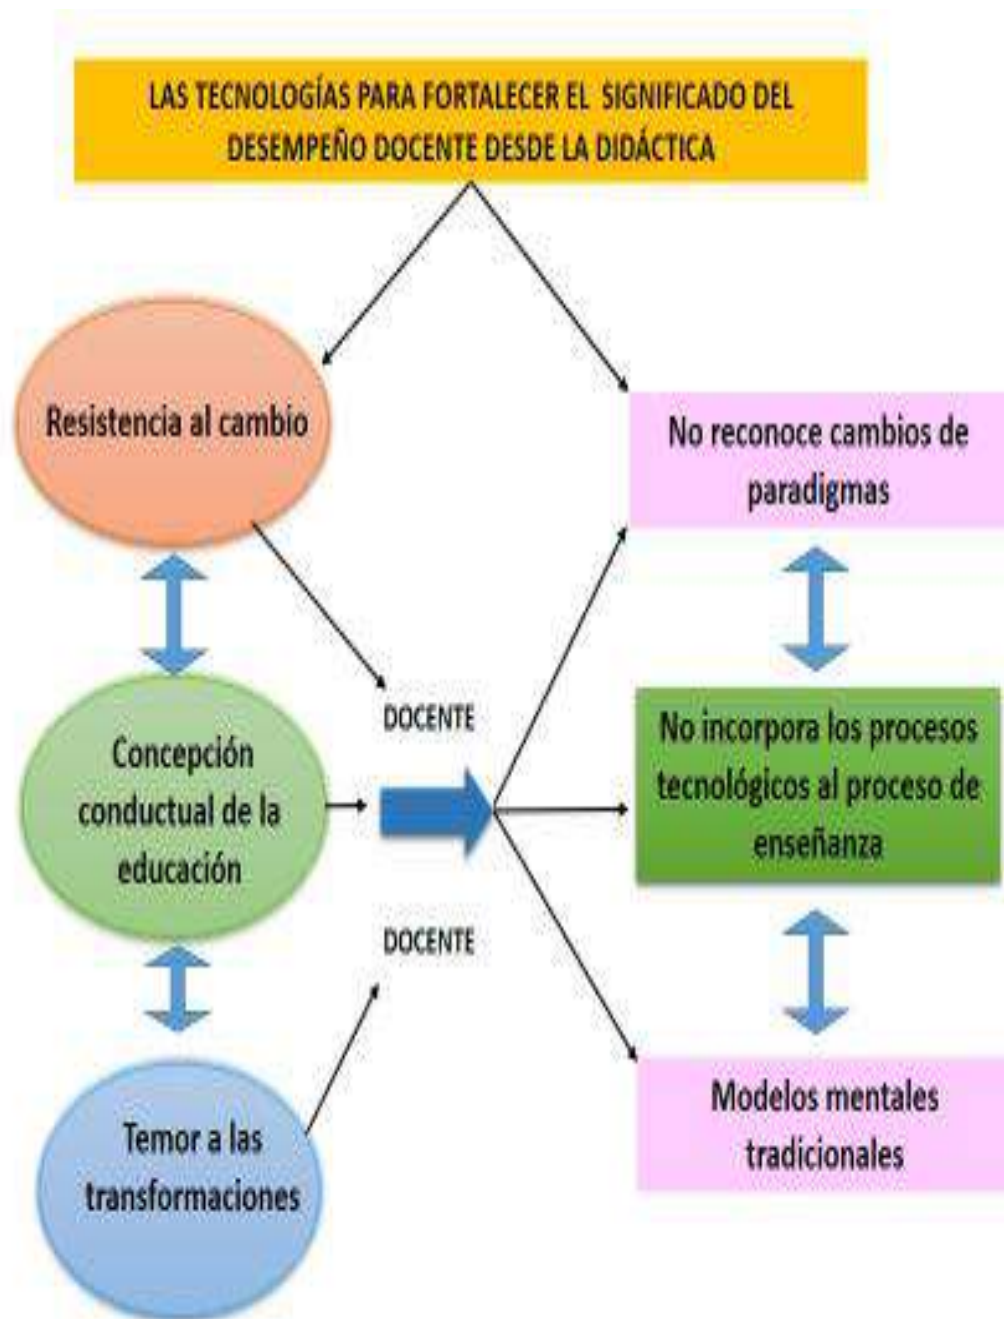 LAS TECNOLOGÍAS PARA FORTALECER EL SIGNIFICADO DEL
DESEMPEÑO DOCENTE DESDE LA DIDÁCTICA
Resistencia al cambio
No reconoce cambios de
paradigmas
DOCENTE
Concepción
conductual de la
educación
No incorpora los procesos
tecnológicos al proceso de
enseñanza
DOCENTE
Temor a las
transformaciones
Modelos mentales
tradicionales